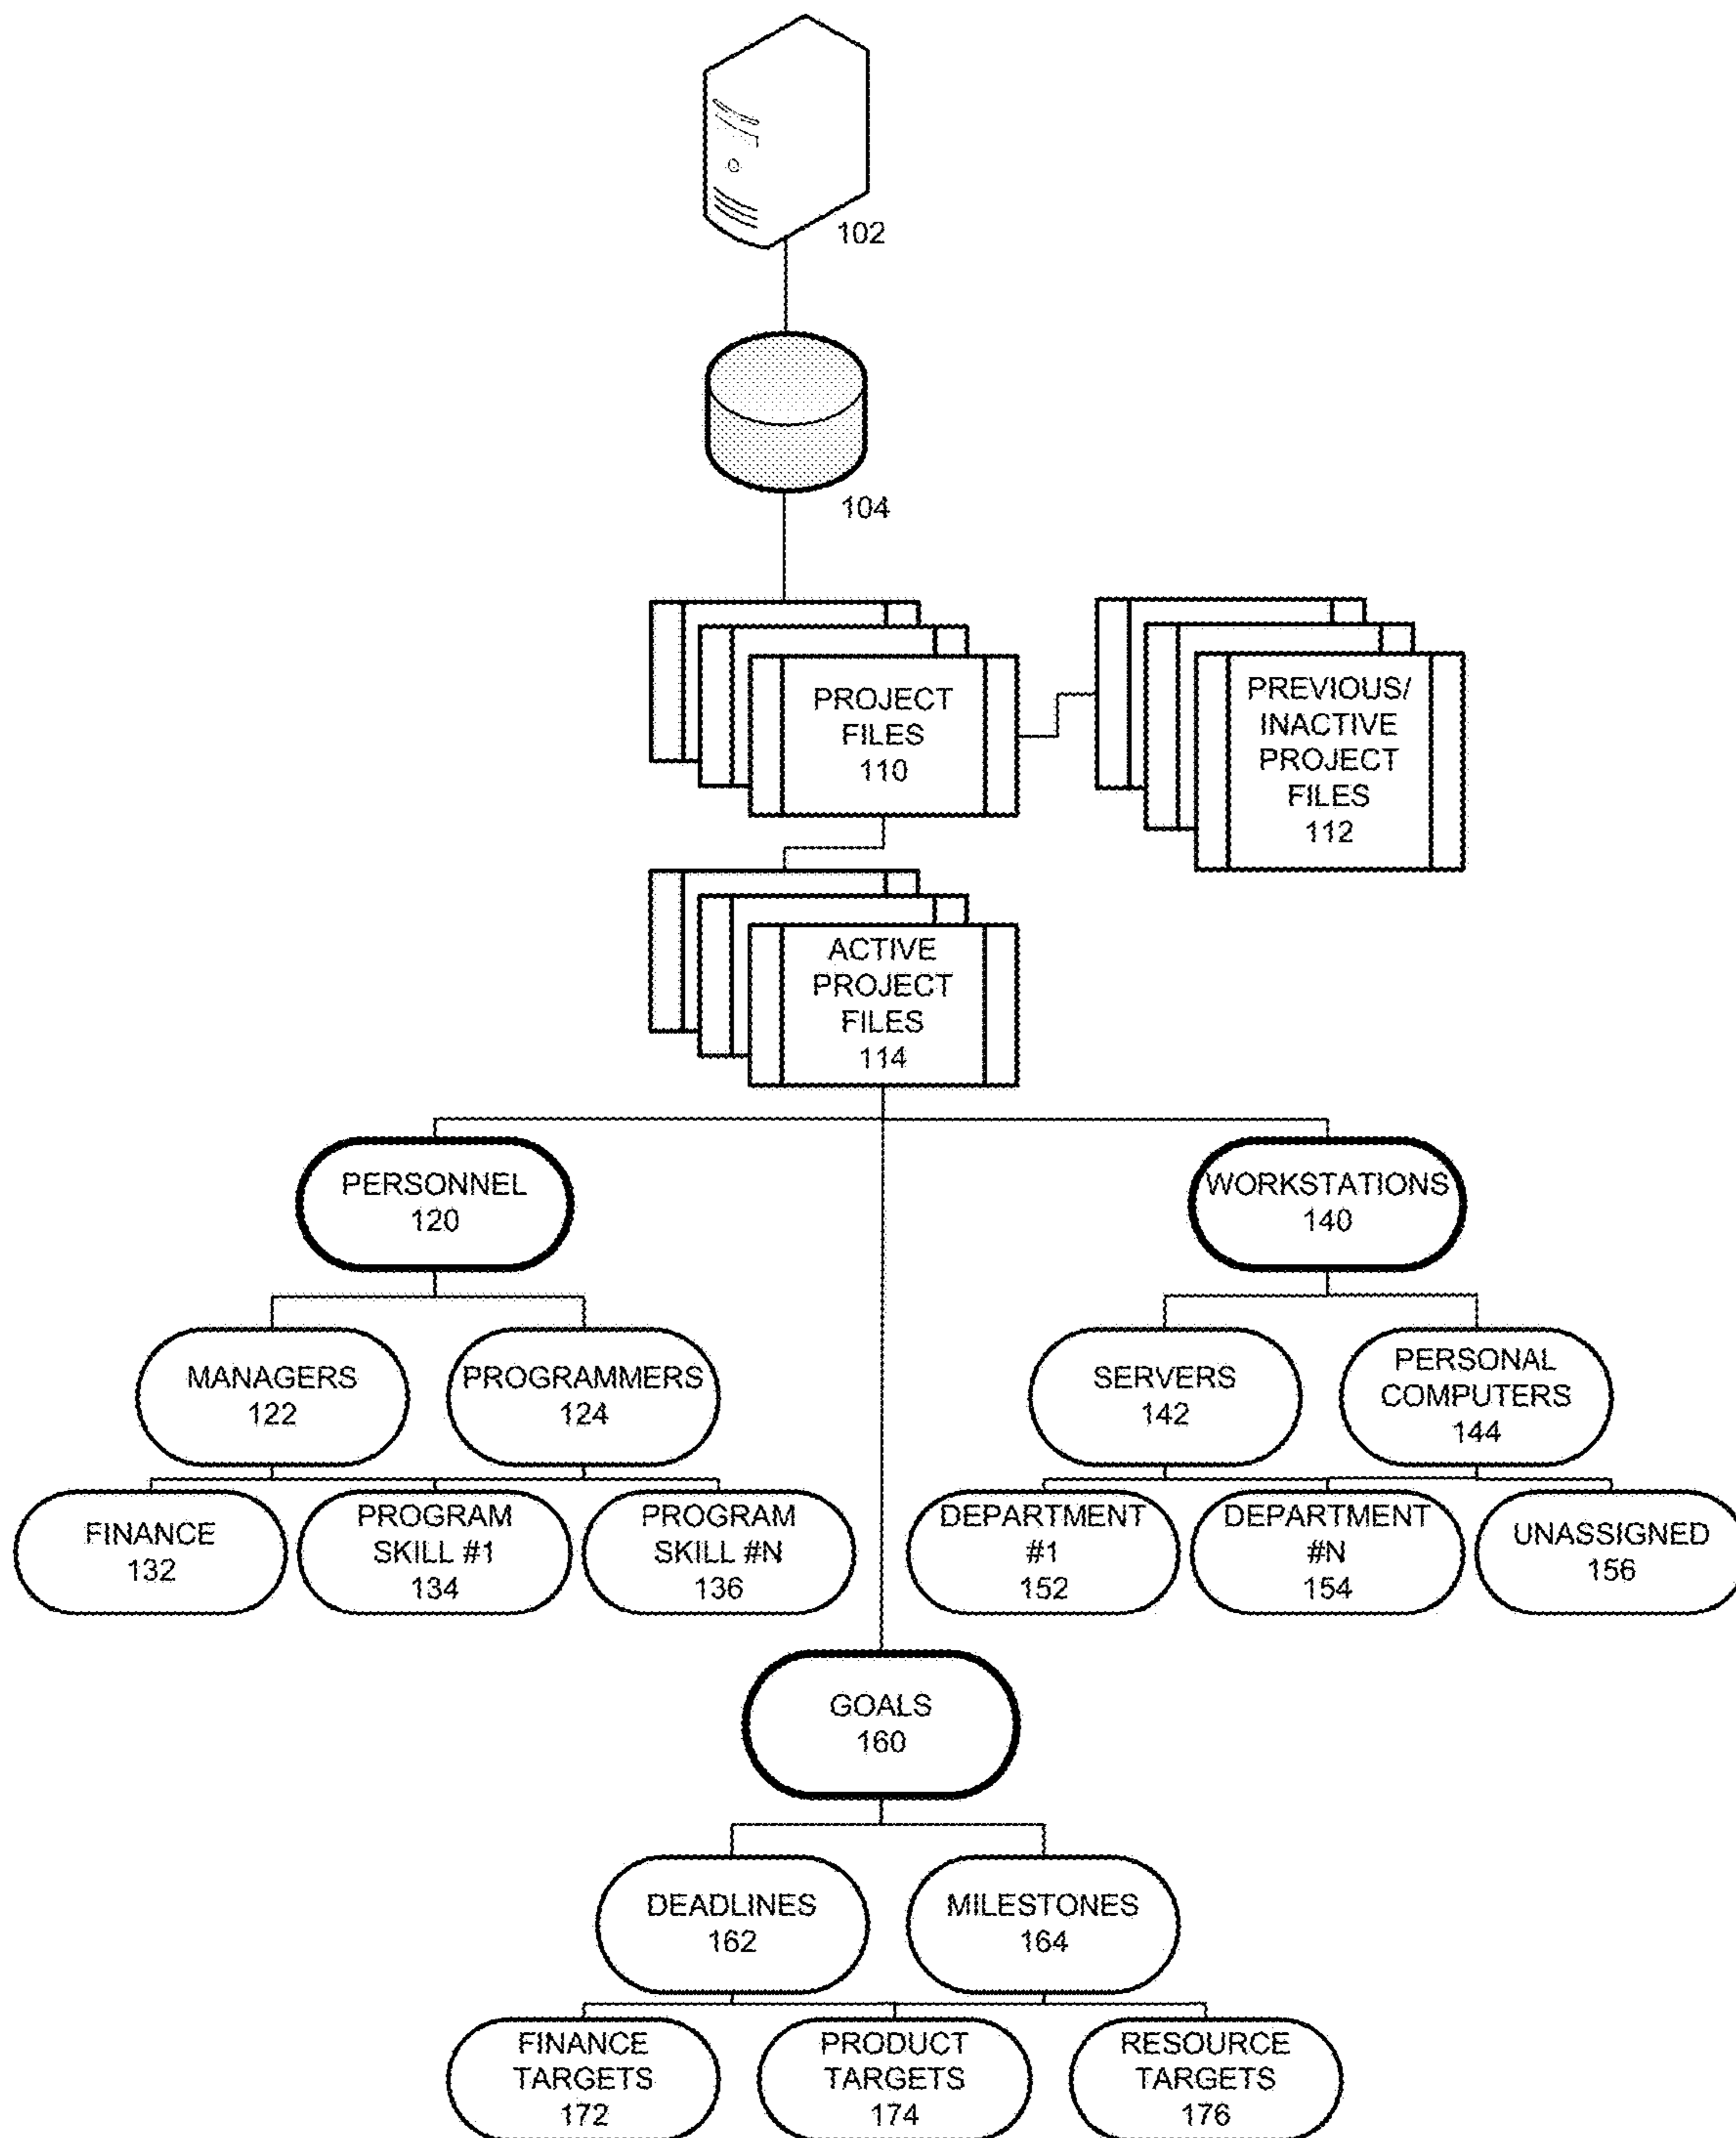 102
104
PROJECT
FILES
110
PREVIOUS/
INACTIVE
PROJECT
FILES
112
ACTIVE
PROJECT
FILES
114
PERSONNEL
120
WORKSTATIONS
140
MANAGERS
122
PROGRAMMERS
124
SERVERS
142
PERSONAL
COMPUTERS
144
FINANCE
132
PROGRAM
SKILL #1
134
PROGRAM
SKILL #N
136
DEPARTMENT
#1
152
DEPARTMENT
#N
154
UNASSIGNED
156
GOALS
160
DEADLINES
162
MILESTONES
164
FINANCE
TARGETS
172
PRODUCT
TARGETS
174
RESOURCE
TARGETS
176